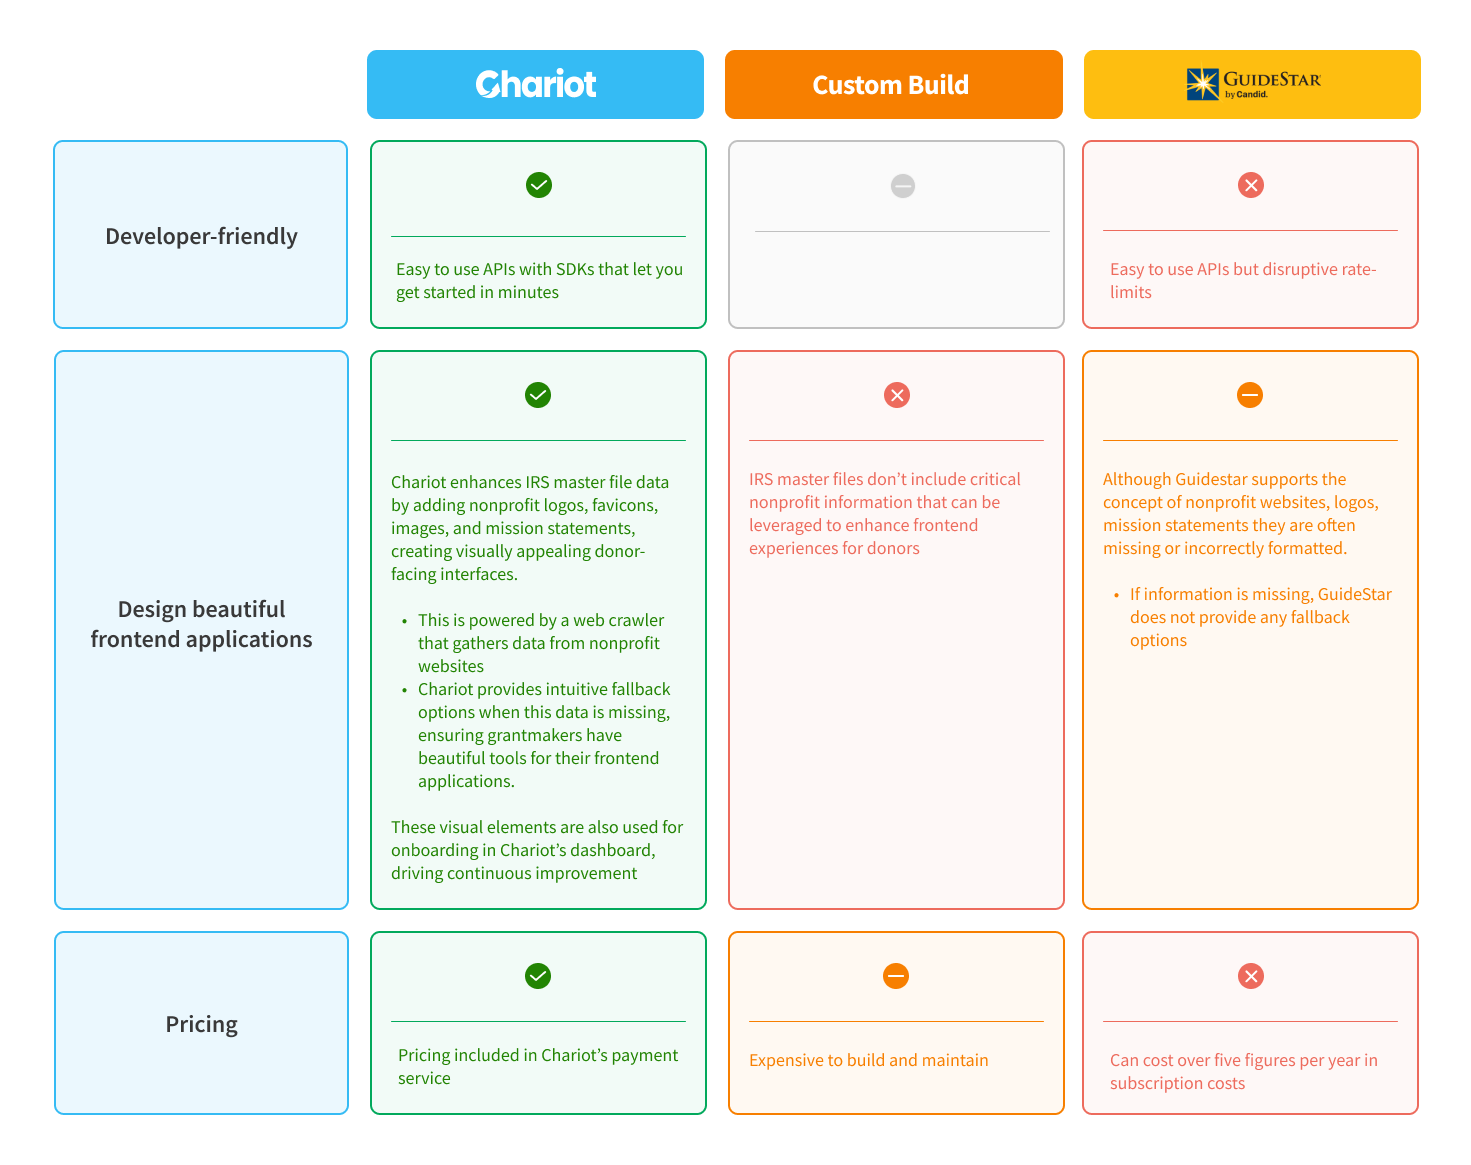 Chariot
Custom Build
GUIDESTAR
by Candid.
Developer-friendly
Easy to use APIs with SDKs that let you
get started in minutes
Easy to use APIs but disruptive rate-
limits
Design beautiful
frontend applications
Chariot enhances IRS master file data
by adding nonprofit logos, favicons,
images, and mission statements,
creating visually appealing donor-
facing interfaces.
• This is powered by a web crawler
that gathers data from nonprofit
websites
• Chariot provides intuitive fallback
options when this data is missing,
ensuring grantmakers have
beautiful tools for their frontend
applications.
These visual elements are also used for
onboarding in Chariot’s dashboard,
driving continuous improvement
IRS master files don’t include critical
nonprofit information that can be
leveraged to enhance frontend
experiences for donors
Although Guidestar supports the
concept of nonprofit websites, logos,
mission statements they are often
missing or incorrectly formatted.
• If information is missing, GuideStar
does not provide any fallback
options
Pricing
Pricing included in Chariot’s payment
service
Expensive to build and maintain
Can cost over five figures per year in
subscription costs